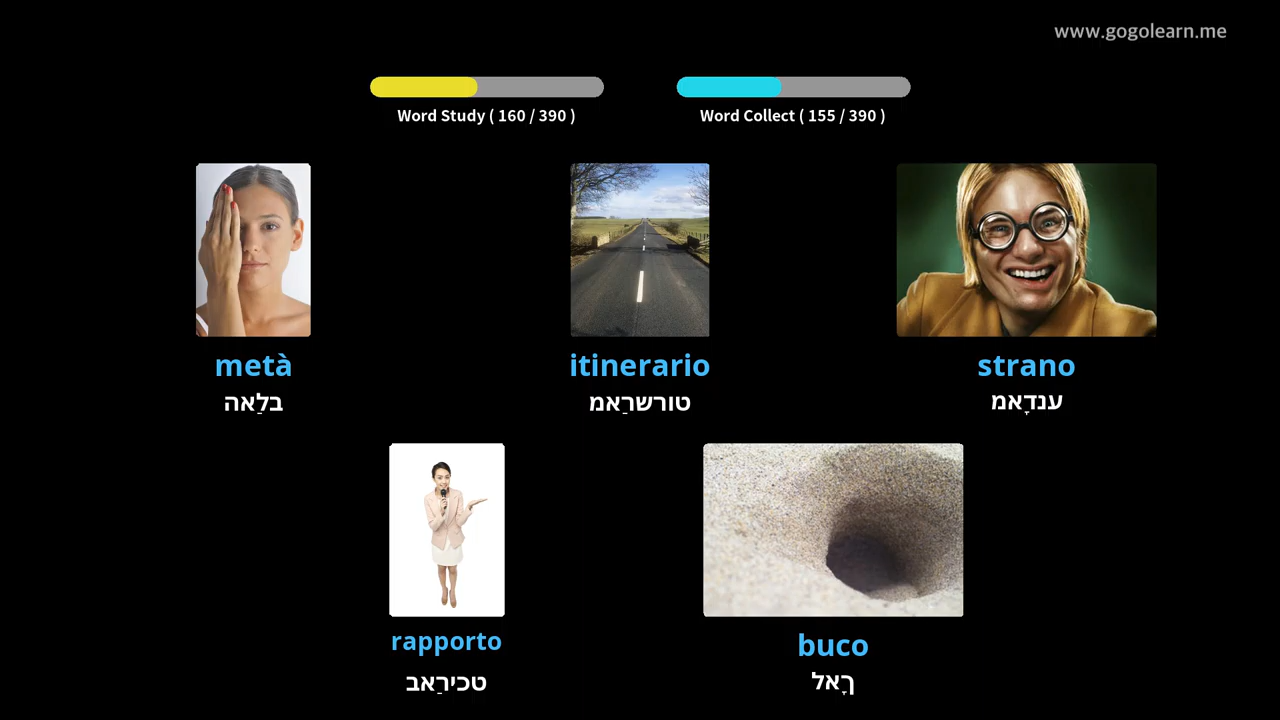 www.gogolearn.me
Word Study ( 160 / 390 )
Word Collect ( 155 / 390 )
metà
בלַאה
itinerario
טורשרַאמ
strano
ענדָאמ
rapporto
טכירַאב
buco
ךָאל